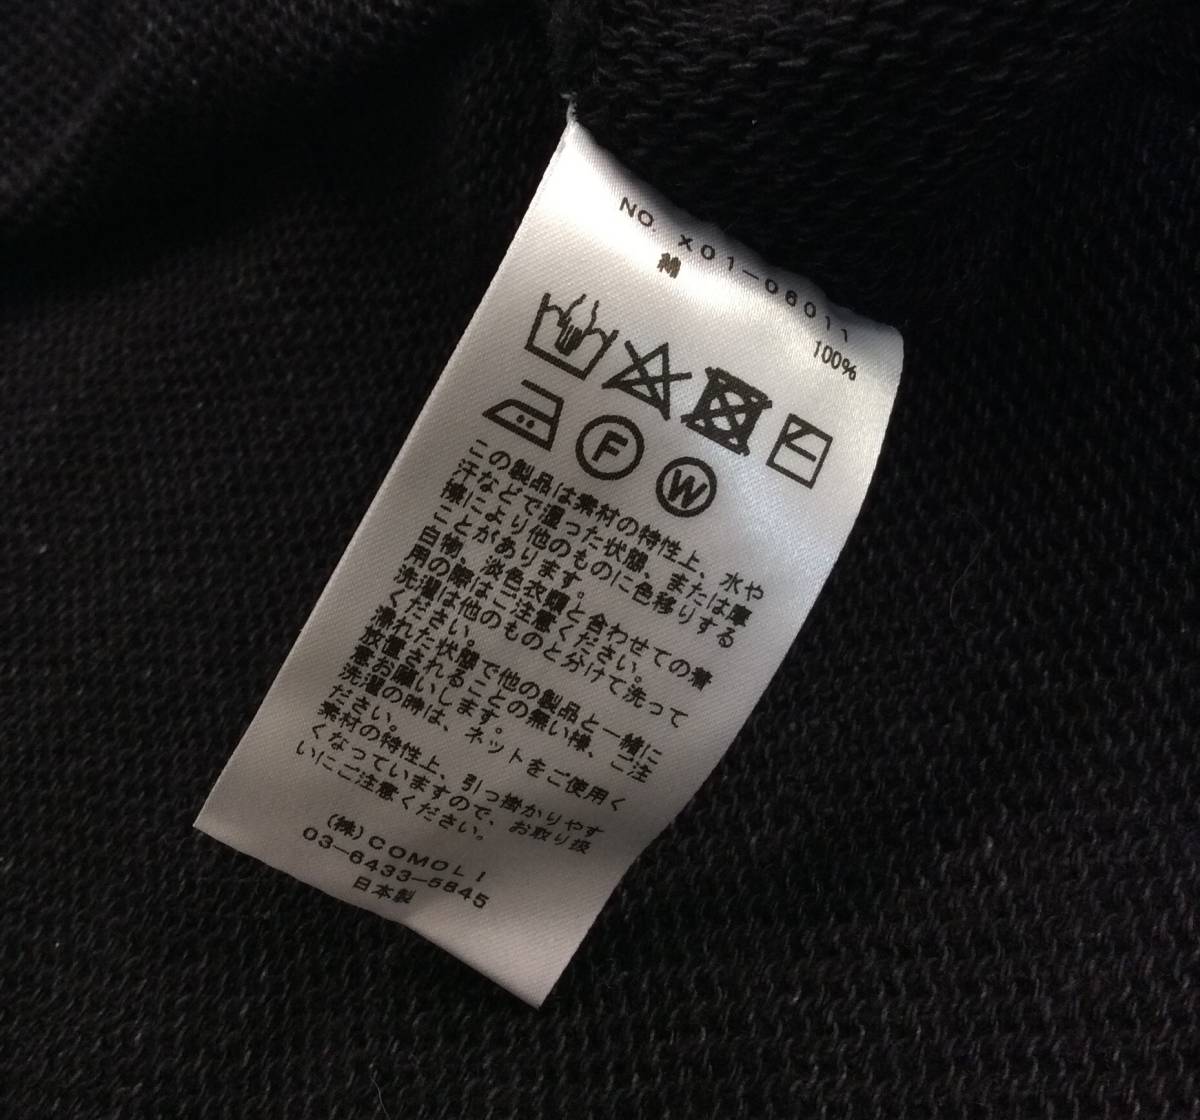 NO. X01-06011
綿 100%
F W
この製品は素材の特性上、水や
汗などで湿った状態、または摩
擦により他のものに色移りする
ことがあります。
白物、淡色衣類と合わせての着
用の際はご注意ください。
洗濯は他のものと分けて洗って
ください。
濡れた状態で他の製品と一緒に
放置されることの無い様、ご注
意お願いします。
洗濯の時は、ネットをご使用く
ださい。
素材の特性上、引っ掛かりやす
くなっていますので、お取り扱
いにご注意ください。
(株)COMOLI
03-6433-5845
日本製